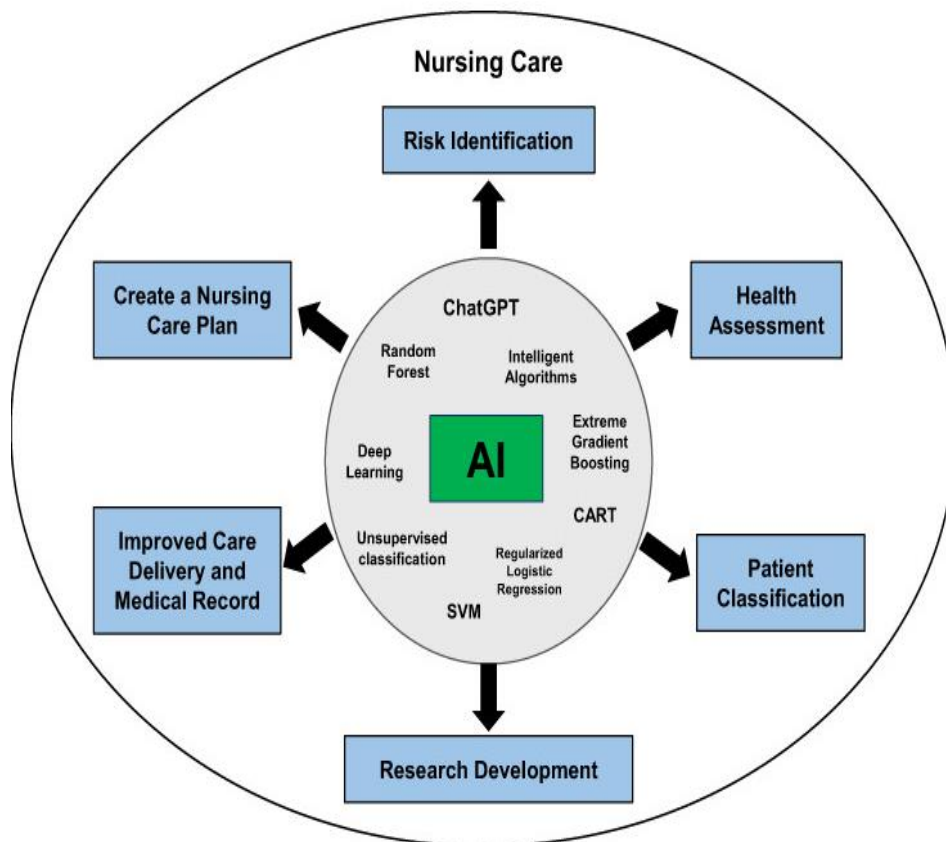 Nursing Care
Risk Identification
Create a Nursing
Care Plan
Health
Assessment
ChatGPT
Random
Forest
Intelligent
Algorithms
Extreme
Gradient
Boosting
Deep
Learning
AI
CART
Unsupervised
classification
Regularized
Logistic
Regression
SVM
Improved Care
Delivery and
Medical Record
Patient
Classification
Research Development